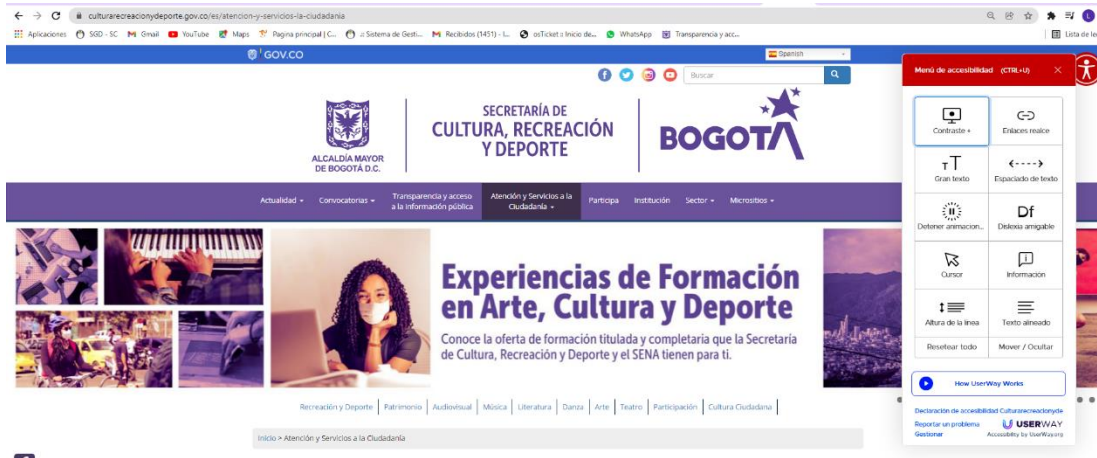 culturarecreacionydeporte.gov.co/es/atencion-y-servicios-la-ciudadania
Aplicaciones SGD - SC Gmail YouTube Maps Pagina principal | C... .:: Sistema de Gesti... Recibidos (1451) - l... osTicket :: Inicio de... WhatsApp Transparencia y acc... Lista de le
GOV.CO Spanish
Buscar
ALCALDÍA MAYOR
DE BOGOTÁ D.C.
SECRETARÍA DE
CULTURA, RECREACIÓN
Y DEPORTE
BOGOTÁ
Actualidad Convocatorias Transparencia y acceso
a la información pública
Atención y Servicios a la
Ciudadanía
Participa Institución Sector Micrositios
Experiencias de Formación
en Arte, Cultura y Deporte
Conoce la oferta de formación titulada y completaria que la Secretaría
de Cultura, Recreación y Deporte y el SENA tienen para ti.
Recreación y Deporte Patrimonio Audiovisual Música Literatura Danza Arte Teatro Participación Cultura Ciudadana
Inicio > Atención y Servicios a la Ciudadanía
Menú de accesibilidad (CTRL+U)
Contraste + Enlaces realce
Gran texto Espaciado de texto
Detener animacion... Dislexia amigable
Cursor Información
Altura de la línea Texto alineado
Resetear todo Mover / Ocultar
How UserWay Works
Declaración de accesibilidad Culturarecreacionyde
Reportar un problema
Gestionar
USERWAY
Accessibility by UserWay.org